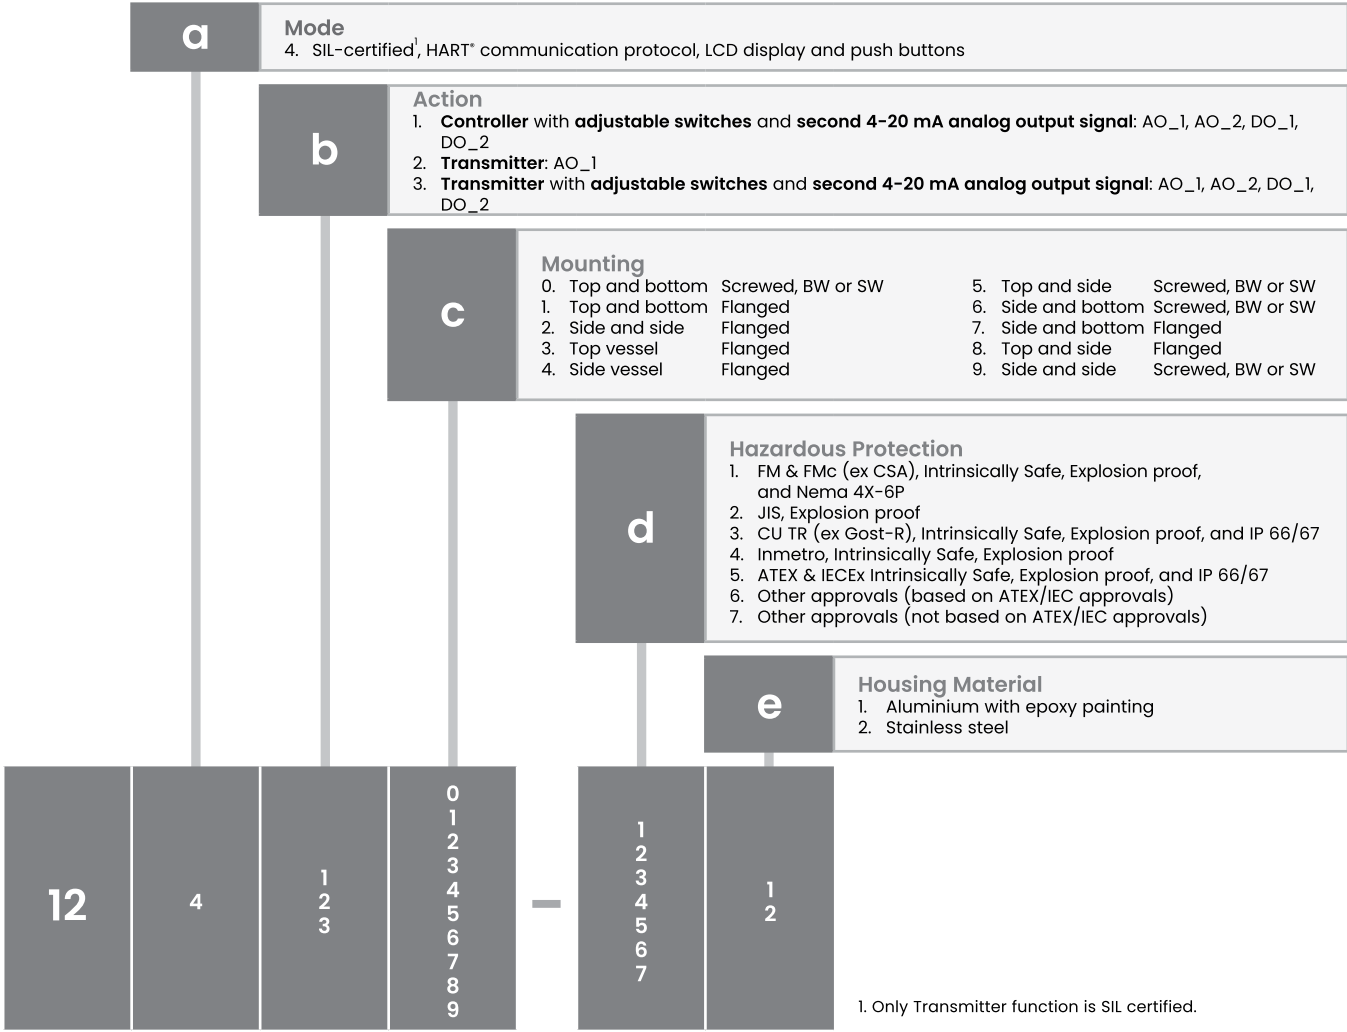 a
Mode
4. SIL-certified¹, HART® communication protocol, LCD display and push buttons
b
Action
1. Controller with adjustable switches and second 4-20 mA analog output signal: AO_1, AO_2, DO_1,
DO_2
2. Transmitter: AO_1
3. Transmitter with adjustable switches and second 4-20 mA analog output signal: AO_1, AO_2, DO_1,
DO_2
c
Mounting
0. Top and bottom Screwed, BW or SW
1. Top and bottom Flanged
2. Side and side Flanged
3. Top vessel Flanged
4. Side vessel Flanged
5. Top and side Screwed, BW or SW
6. Side and bottom Screwed, BW or SW
7. Side and bottom Flanged
8. Top and side Flanged
9. Side and side Screwed, BW or SW
d
Hazardous Protection
1. FM & FMc (ex CSA), Intrinsically Safe, Explosion proof,
and Nema 4X-6P
2. JIS, Explosion proof
3. CU TR (ex Gost-R), Intrinsically Safe, Explosion proof, and IP 66/67
4. Inmetro, Intrinsically Safe, Explosion proof
5. ATEX & IECEx Intrinsically Safe, Explosion proof, and IP 66/67
6. Other approvals (based on ATEX/IEC approvals)
7. Other approvals (not based on ATEX/IEC approvals)
e
Housing Material
1. Aluminium with epoxy painting
2. Stainless steel
12
4
1
2
3
0
1
2
3
4
5
6
7
8
9
–
1
2
3
4
5
6
7
1
2
1. Only Transmitter function is SIL certified.